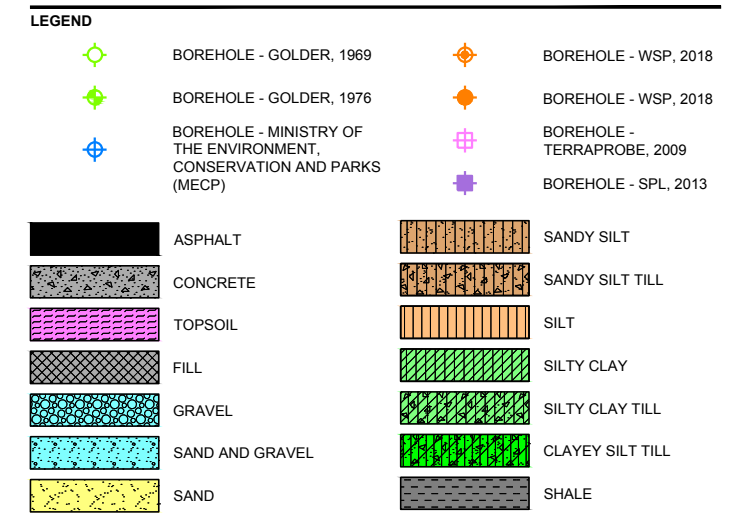 LEGEND
BOREHOLE - GOLDER, 1969
BOREHOLE - GOLDER, 1976
BOREHOLE - MINISTRY OF
THE ENVIRONMENT,
CONSERVATION AND PARKS
(MECP)
BOREHOLE - WSP, 2018
BOREHOLE - WSP, 2018
BOREHOLE -
TERRAPROBE, 2009
BOREHOLE - SPL, 2013
ASPHALT
CONCRETE
TOPSOIL
FILL
GRAVEL
SAND AND GRAVEL
SAND
SANDY SILT
SANDY SILT TILL
SILT
SILTY CLAY
SILTY CLAY TILL
CLAYEY SILT TILL
SHALE